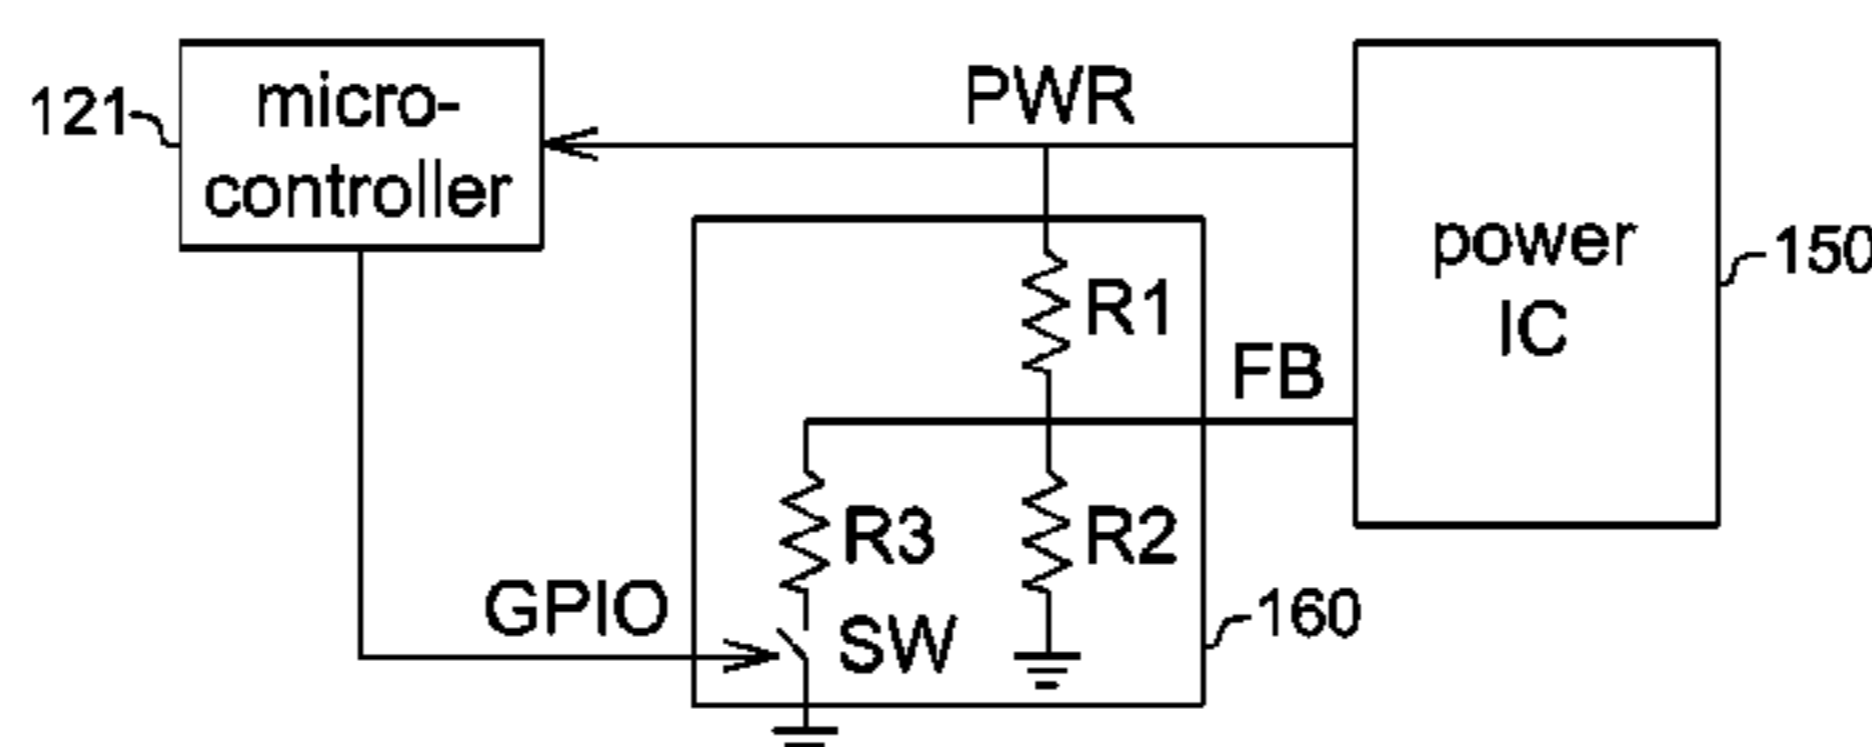 121
micro-
controller
PWR
power
IC
150
R1
FB
R3
R2
GPIO
SW
160